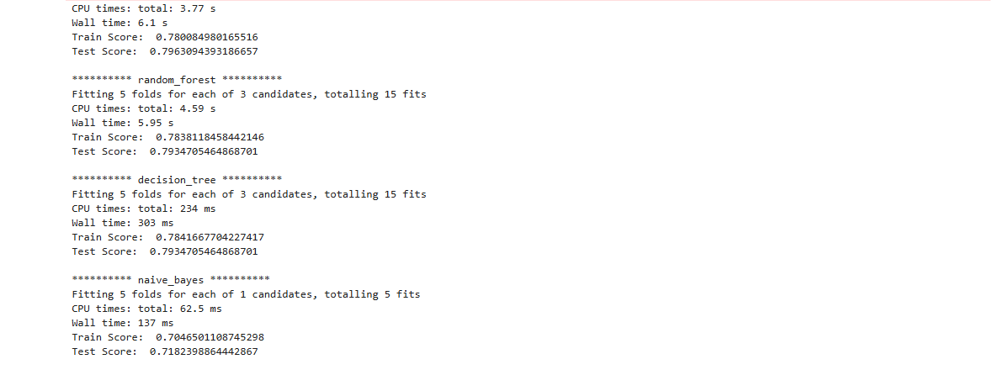 CPU times: total: 3.77 s
Wall time: 6.1 s
Train Score:  0.780084980165516
Test Score:  0.7963094393186657

********** random_forest **********
Fitting 5 folds for each of 3 candidates, totalling 15 fits
CPU times: total: 4.59 s
Wall time: 5.95 s
Train Score:  0.7838118458442146
Test Score:  0.7934705464868701

********** decision_tree **********
Fitting 5 folds for each of 3 candidates, totalling 15 fits
CPU times: total: 234 ms
Wall time: 303 ms
Train Score:  0.7841667704227417
Test Score:  0.7934705464868701

********** naive_bayes **********
Fitting 5 folds for each of 1 candidates, totalling 5 fits
CPU times: total: 62.5 ms
Wall time: 137 ms
Train Score:  0.7046501108745298
Test Score:  0.7182398864442867